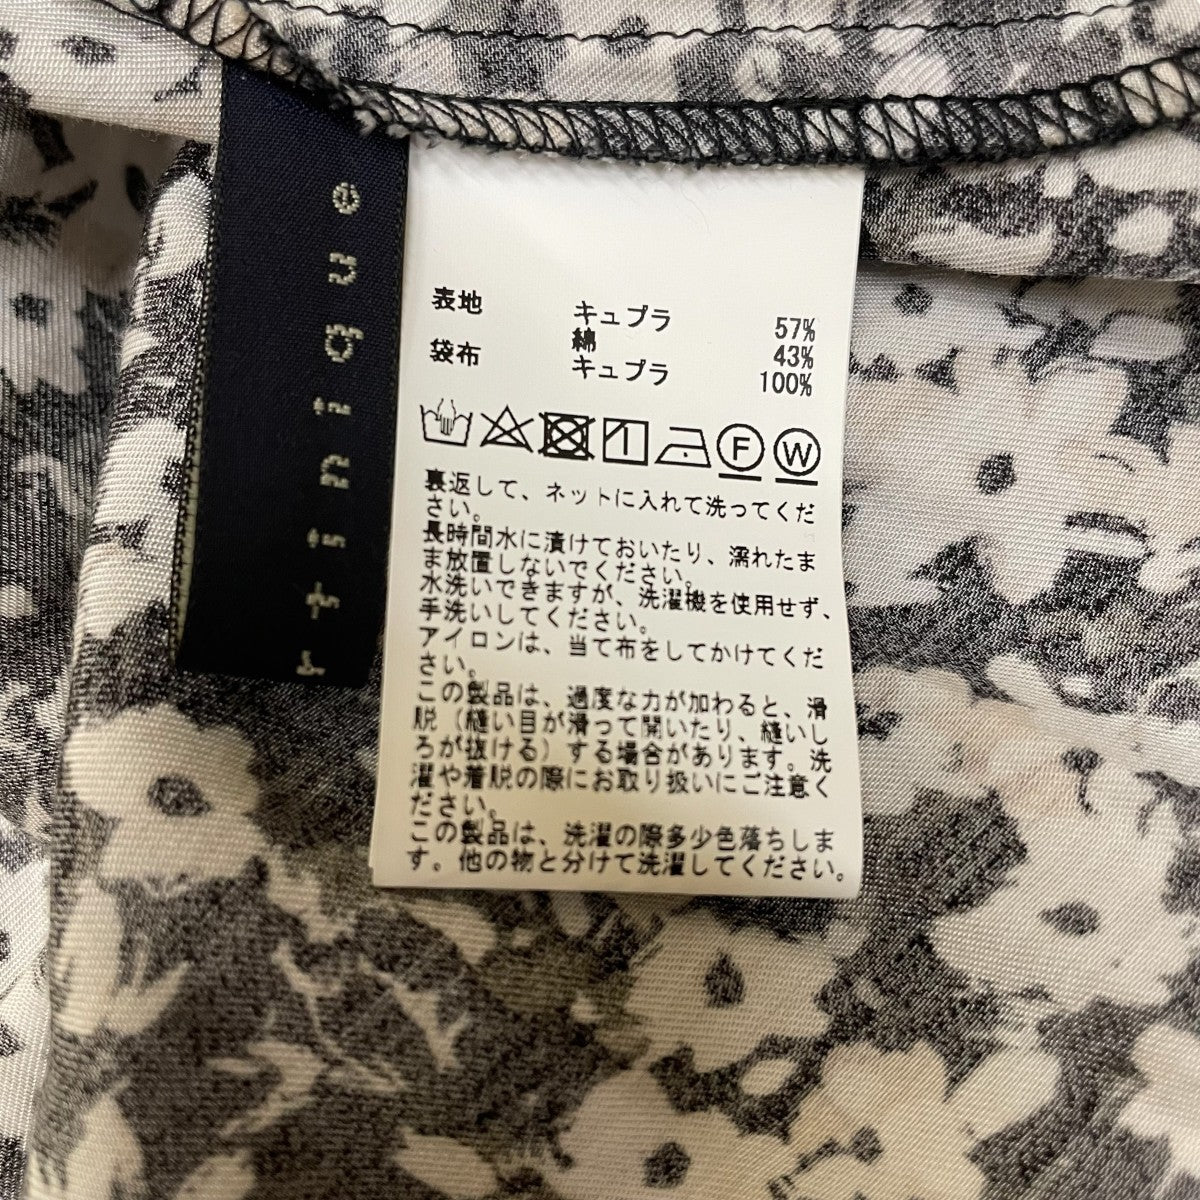 r i t i n i g u e
表地 キュプラ 57%
綿 43%
袋布 キュプラ 100%
F W
裏返して、ネットに入れて洗ってくだ
さい。
長時間水に漬けておいたり、濡れたま
ま放置しないでください。
水洗いできますが、洗濯機を使用せず、
手洗いしてください。
アイロンは、当て布をしてかけてくだ
さい。
この製品は、過度な力が加わると、滑
脱（縫い目が滑って開いたり、縫いし
ろが抜ける）する場合があります。洗
濯や着脱の際にお取り扱いにご注意く
ださい。
この製品は、洗濯の際多少色落ちしま
す。他の物と分けて洗濯してください。